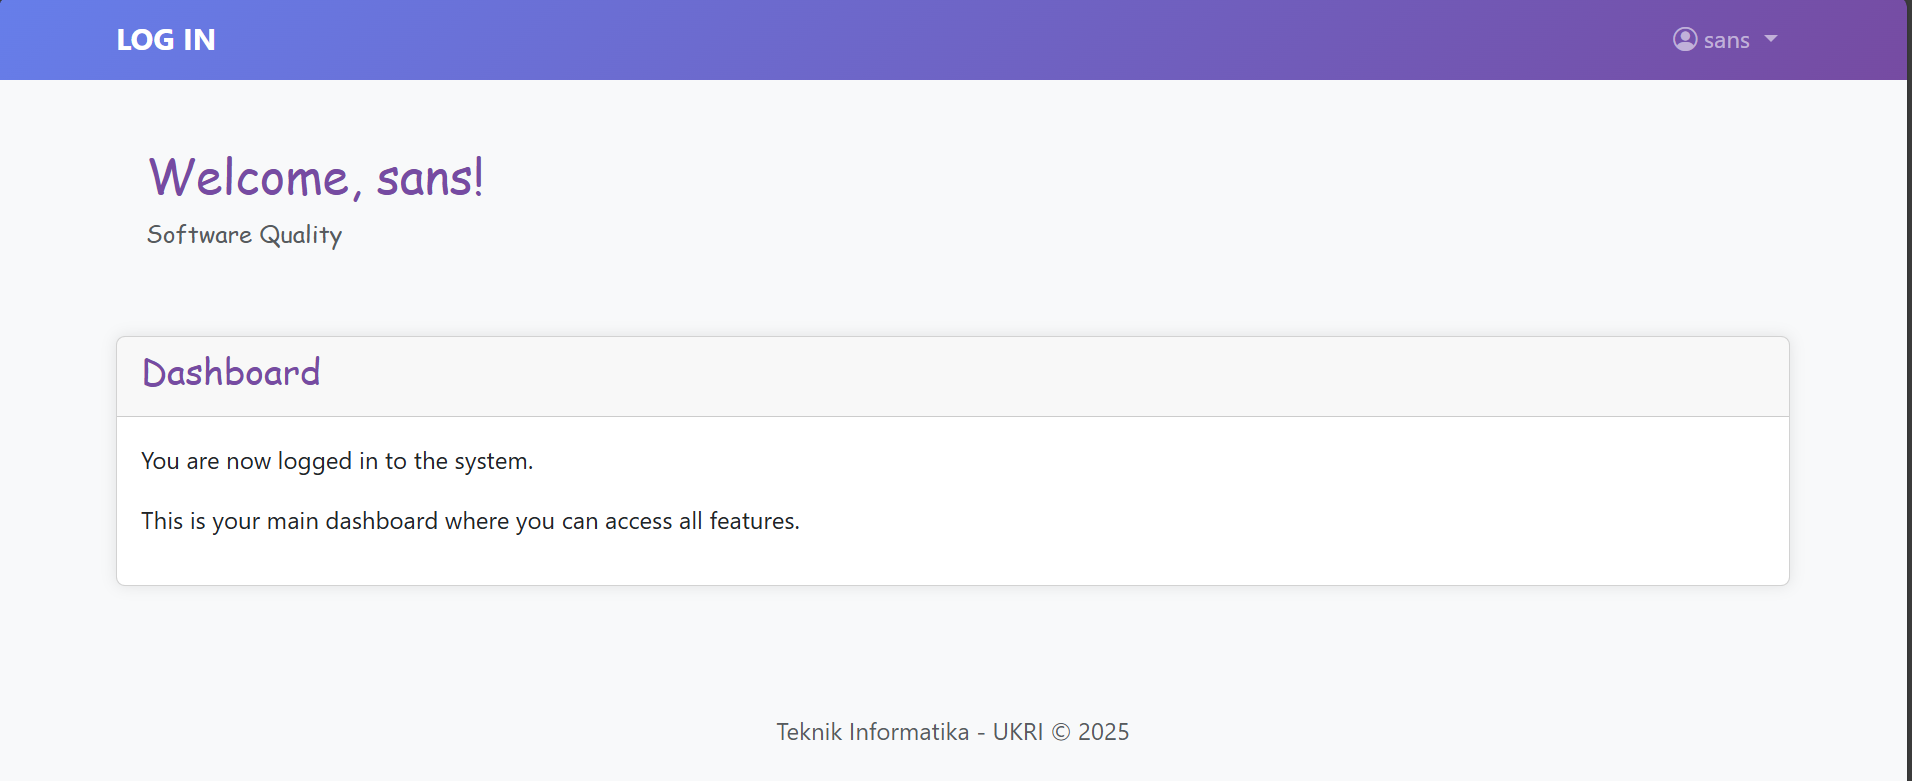 LOG IN
sans
Welcome, sans!
Software Quality
Dashboard
You are now logged in to the system.
This is your main dashboard where you can access all features.
Teknik Informatika - UKRI © 2025